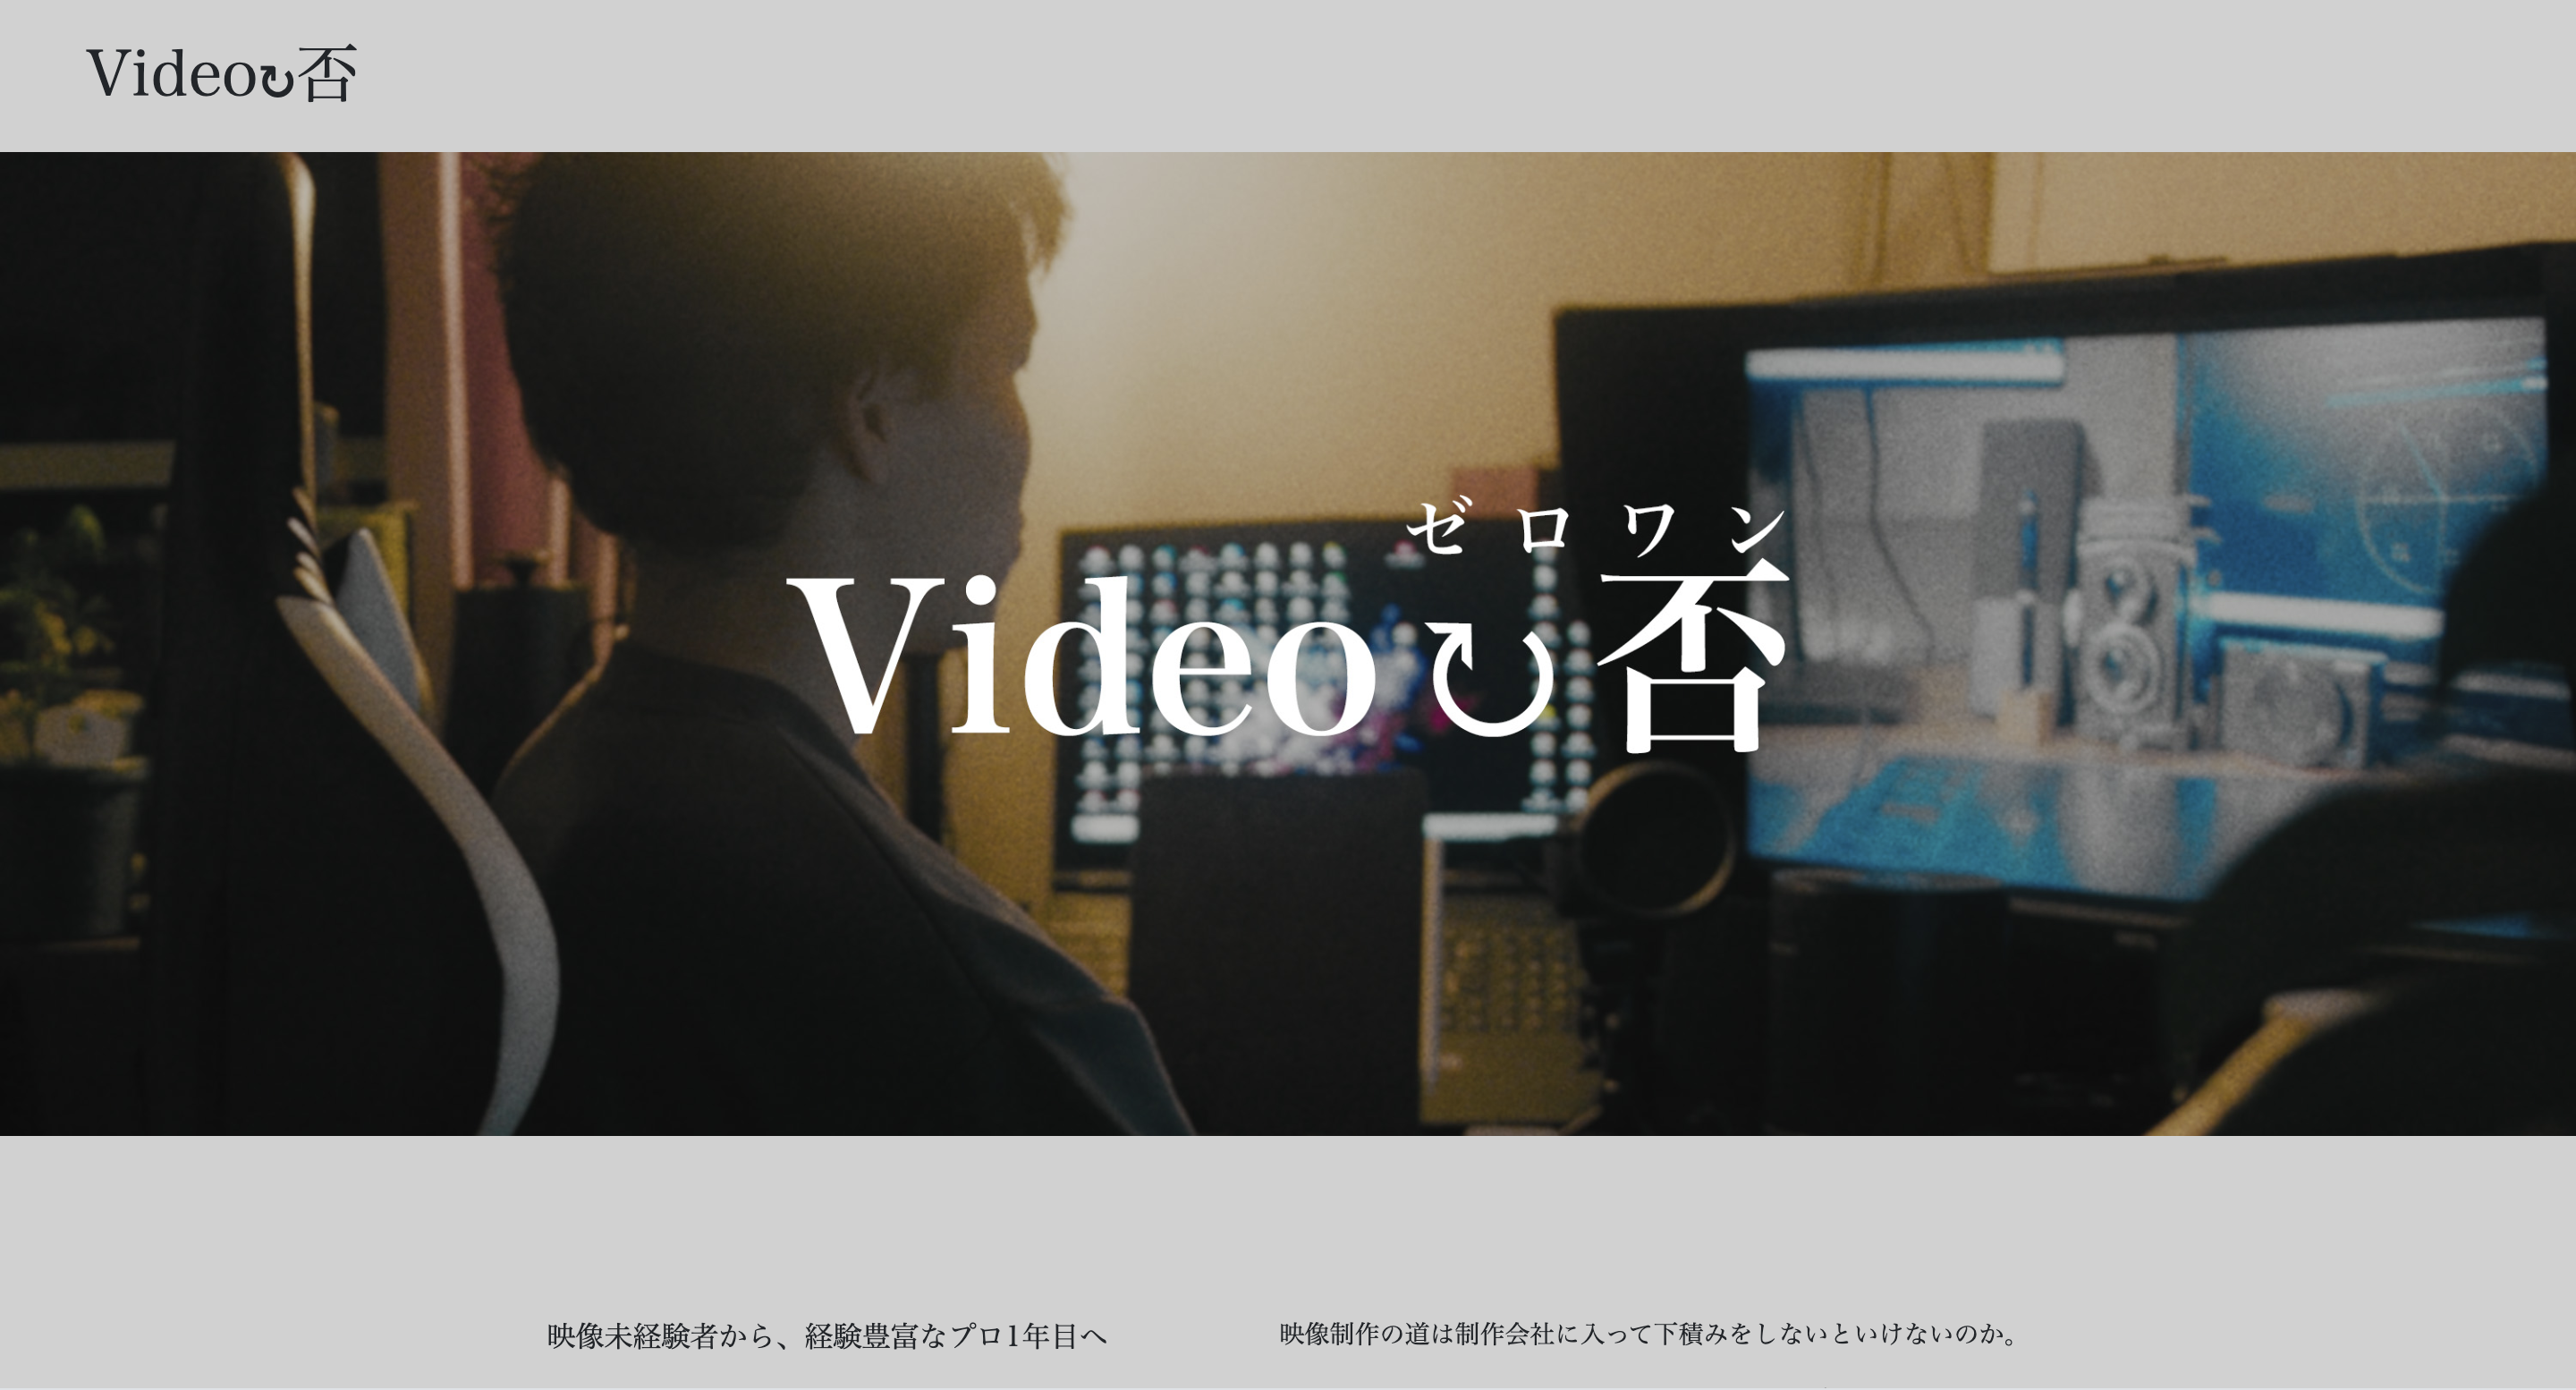 Video↻否
ゼロワン
Video↻否
映像未経験者から、経験豊富なプロ1年目へ
映像制作の道は制作会社に入って下積みをしないといけないのか。